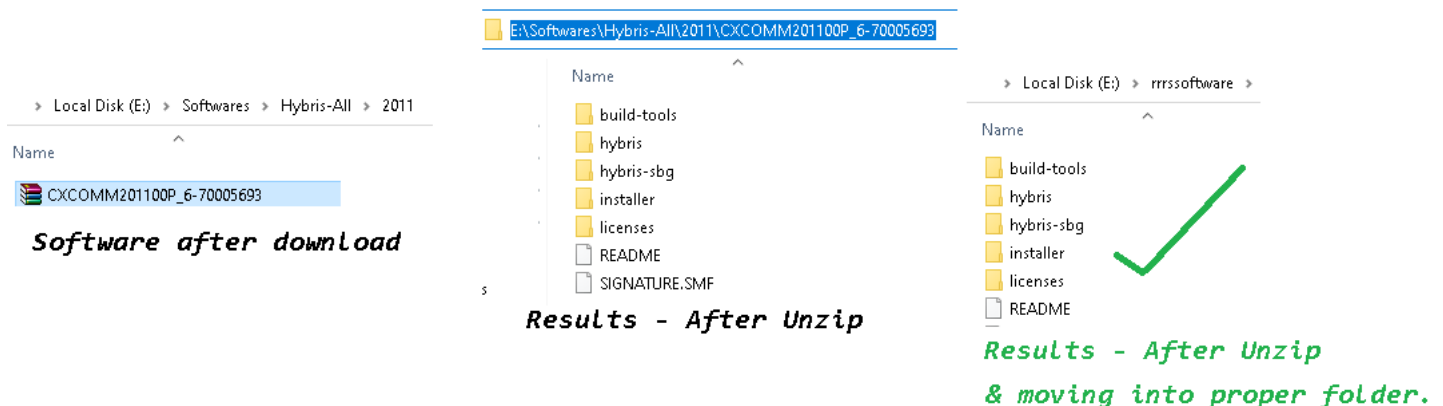 > Local Disk (E:) > Softwares > Hybris-All > 2011
Name
CXCOMM201100P_6-70005693
Software after download
E:\Softwares\Hybris-All\2011\CXCOMM201100P_6-70005693
Name
build-tools
hybris
hybris-sbg
installer
licenses
README
SIGNATURE.SMF
s
Results - After Unzip
> Local Disk (E:) > rrrssoftware >
Name
build-tools
hybris
hybris-sbg
installer
licenses
README
Results - After Unzip
& moving into proper folder.